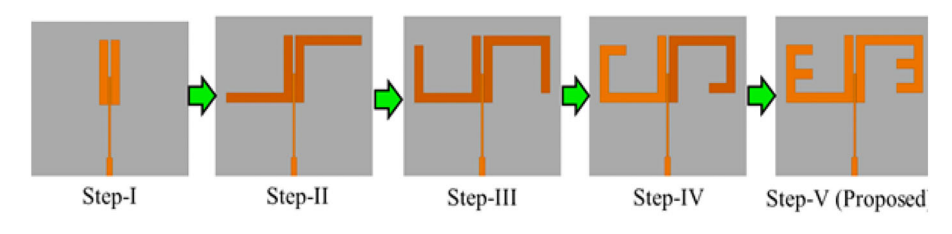 Step-I
Step-II
Step-III
Step-IV
Step-V (Proposed)